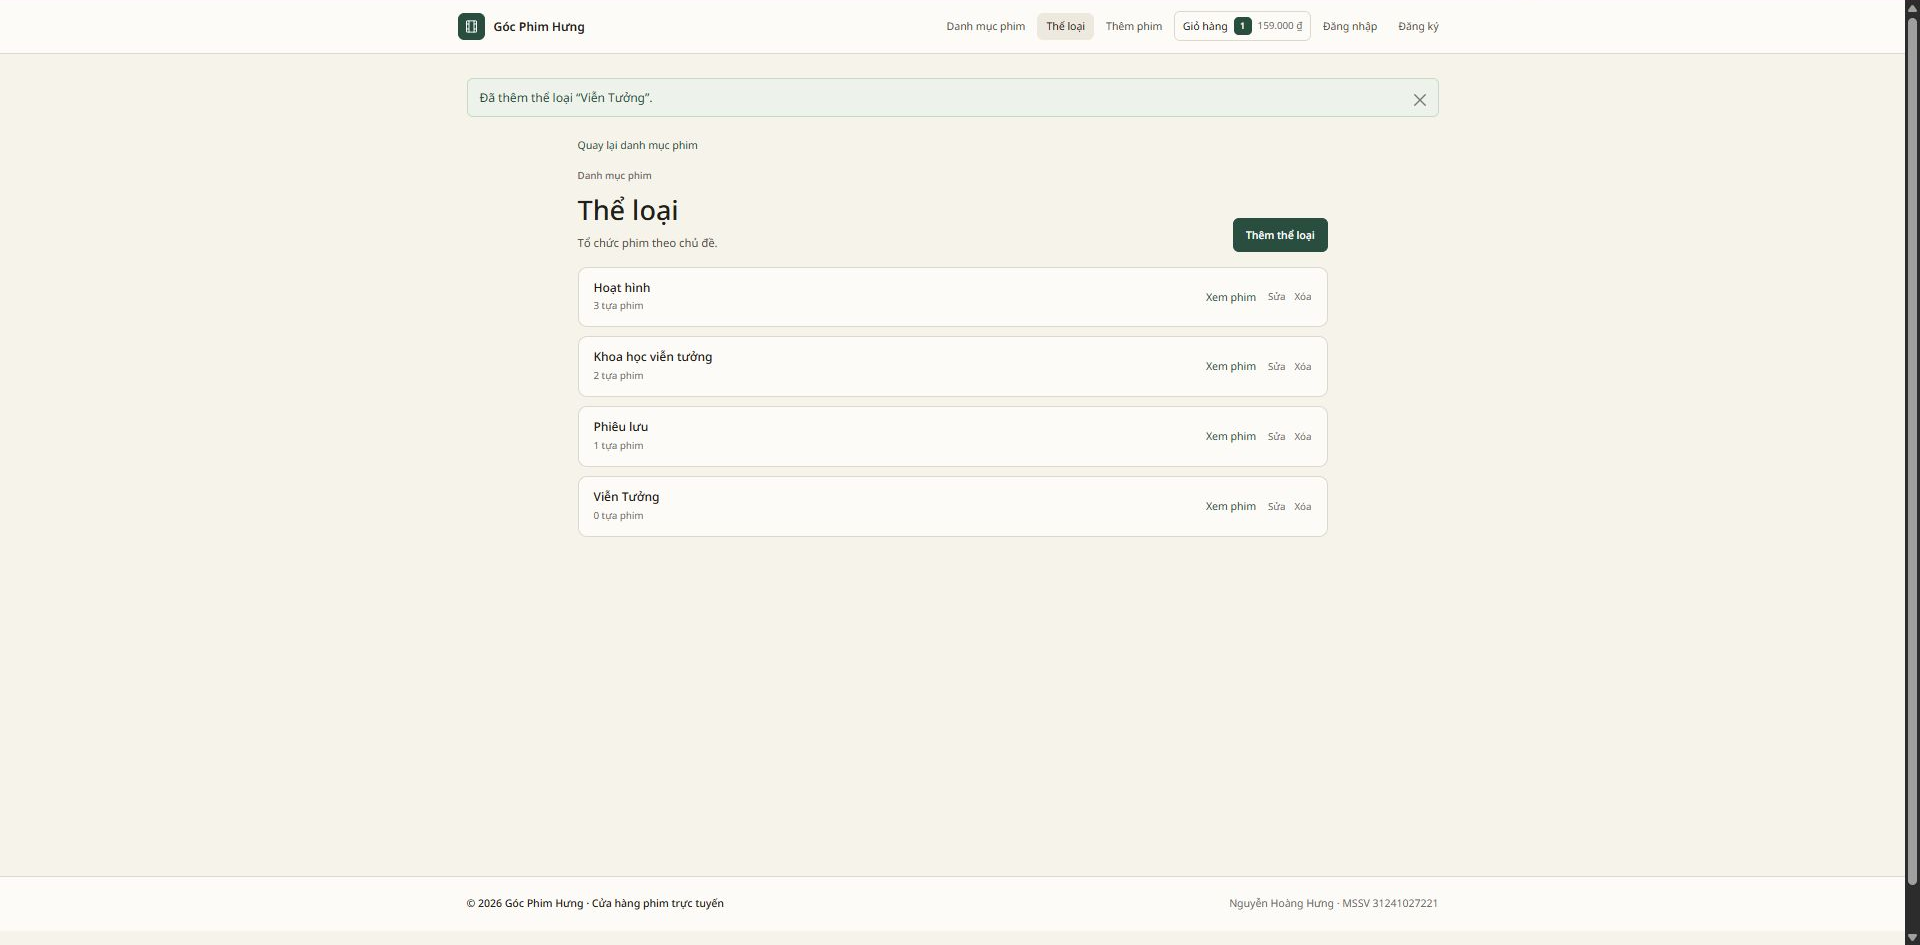 Góc Phim Hưng
Danh mục phim Thể loại Thêm phim Giỏ hàng 1 159.000 ₫ Đăng nhập Đăng ký
Đã thêm thể loại “Viễn Tưởng”.
Quay lại danh mục phim
Danh mục phim
Thể loại
Tổ chức phim theo chủ đề.
Thêm thể loại
Hoạt hình
3 tựa phim
Xem phim Sửa Xóa
Khoa học viễn tưởng
2 tựa phim
Xem phim Sửa Xóa
Phiêu lưu
1 tựa phim
Xem phim Sửa Xóa
Viễn Tưởng
0 tựa phim
Xem phim Sửa Xóa
© 2026 Góc Phim Hưng · Cửa hàng phim trực tuyến
Nguyễn Hoàng Hưng · MSSV 31241027221